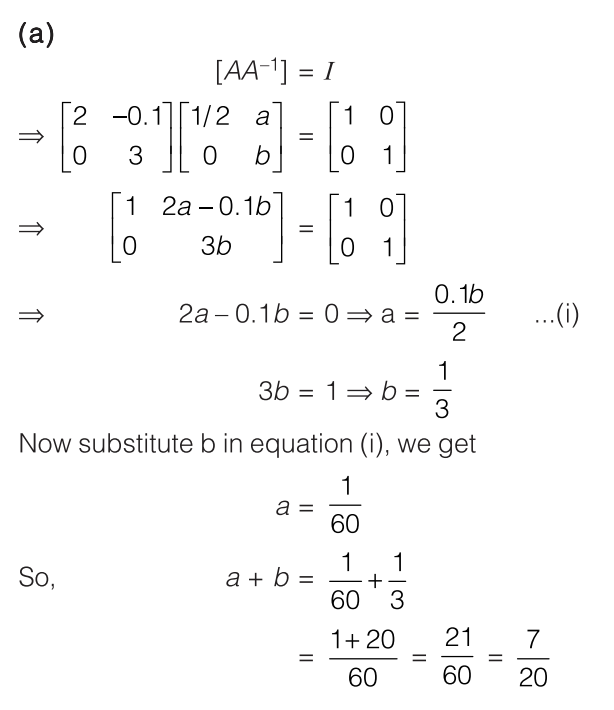 (a)
[AA⁻¹] = I
⇒ [2 −0.1; 0 3] [1/2 a; 0 b] = [1 0; 0 1]
⇒ [1 2a − 0.1b; 0 3b] = [1 0; 0 1]
⇒ 2a − 0.1b = 0 ⇒ a = 0.1b/2 ...(i)
3b = 1 ⇒ b = 1/3
Now substitute b in equation (i), we get
a = 1/60
So, a + b = 1/60 + 1/3
= 1+20/60 = 21/60 = 7/20